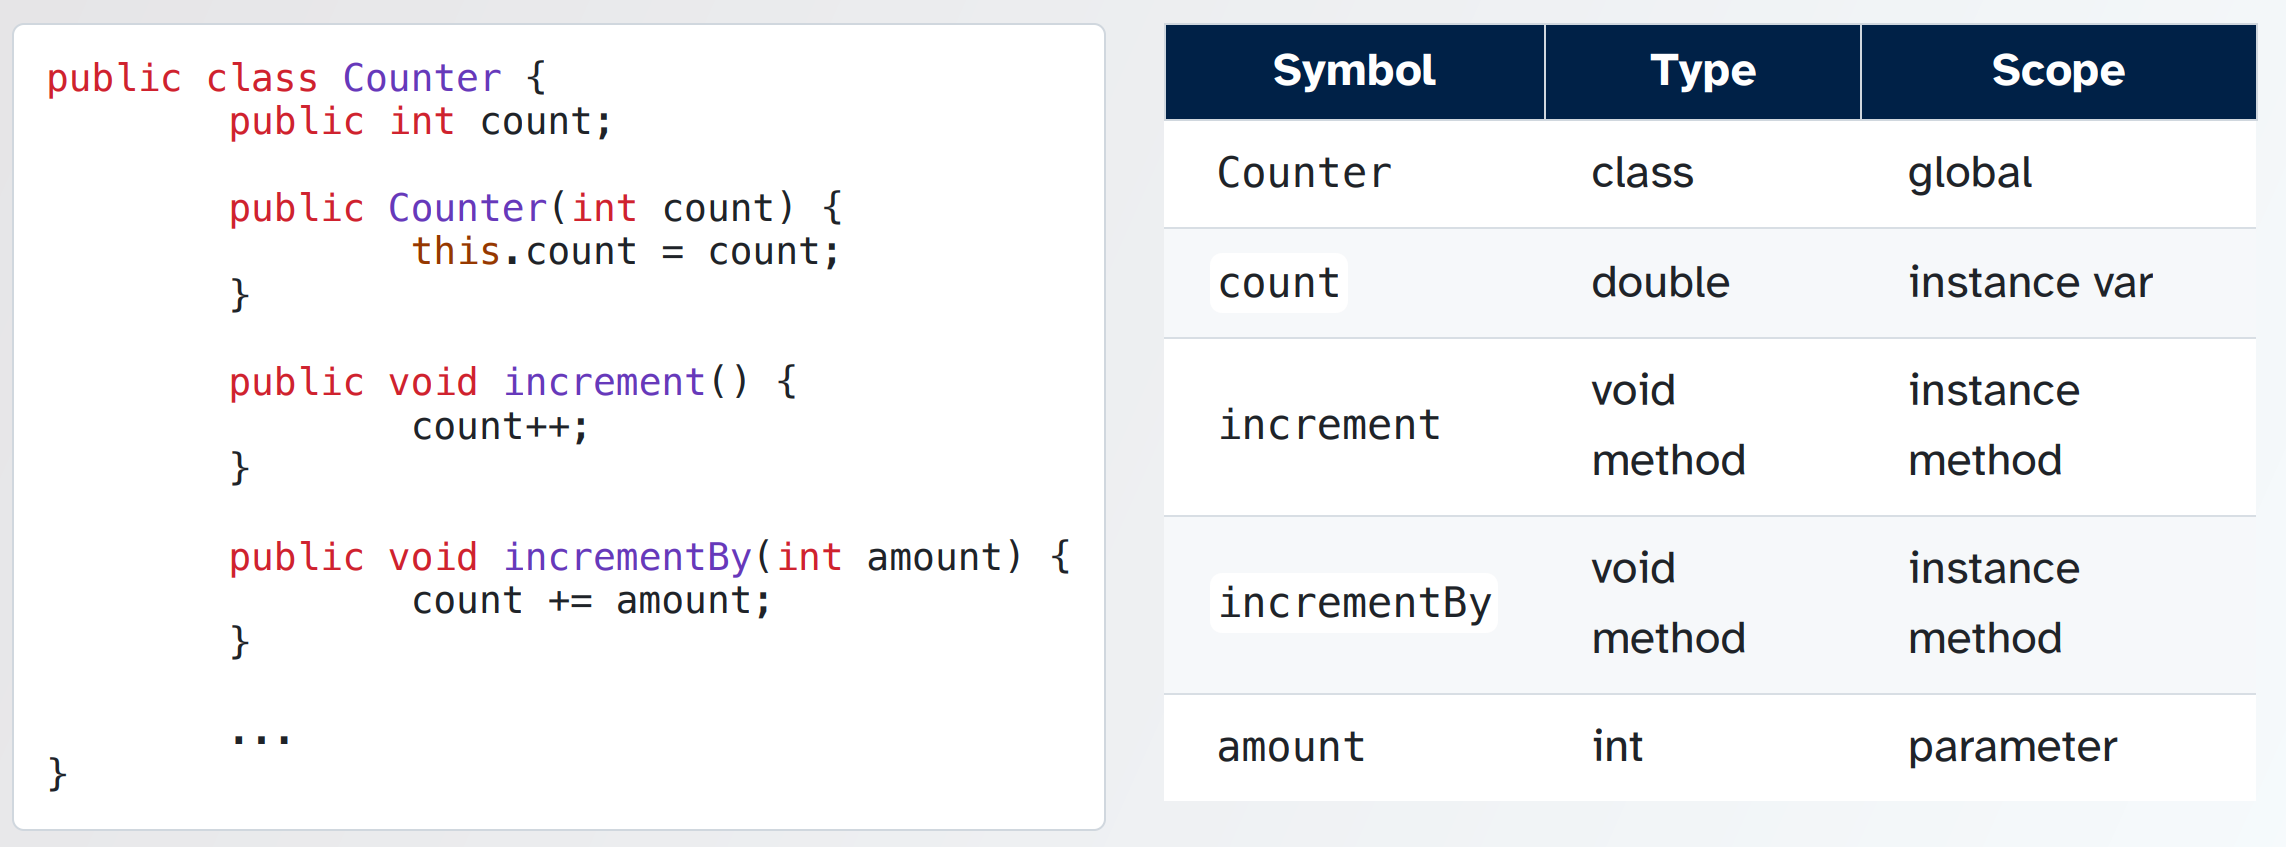 public class Counter {
        public int count;

        public Counter(int count) {
                this.count = count;
        }

        public void increment() {
                count++;
        }

        public void incrementBy(int amount) {
                count += amount;
        }

        ...
}
Symbol Type Scope
Counter class global
count double instance var
increment void method instance method
incrementBy void method instance method
amount int parameter